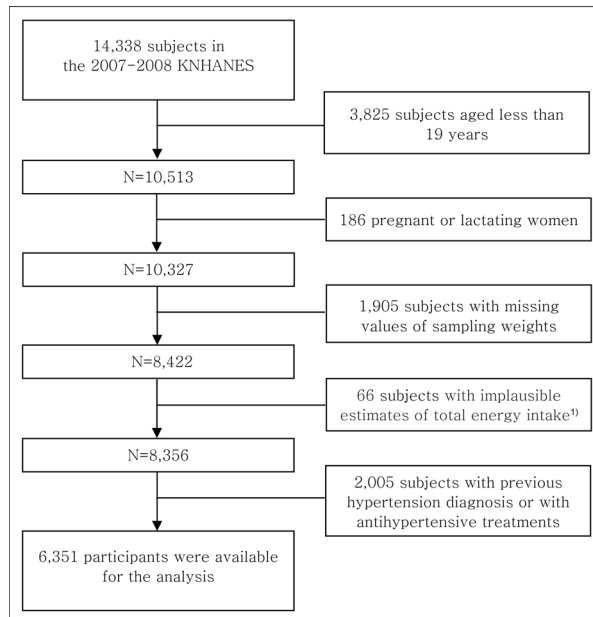 14,338 subjects in
the 2007-2008 KNHANES
3,825 subjects aged less than
19 years
N=10,513
186 pregnant or lactating women
N=10,327
1,905 subjects with missing
values of sampling weights
N=8,422
66 subjects with implausible
estimates of total energy intake¹⁾
N=8,356
2,005 subjects with previous
hypertension diagnosis or with
antihypertensive treatments
6,351 participants were available
for the analysis